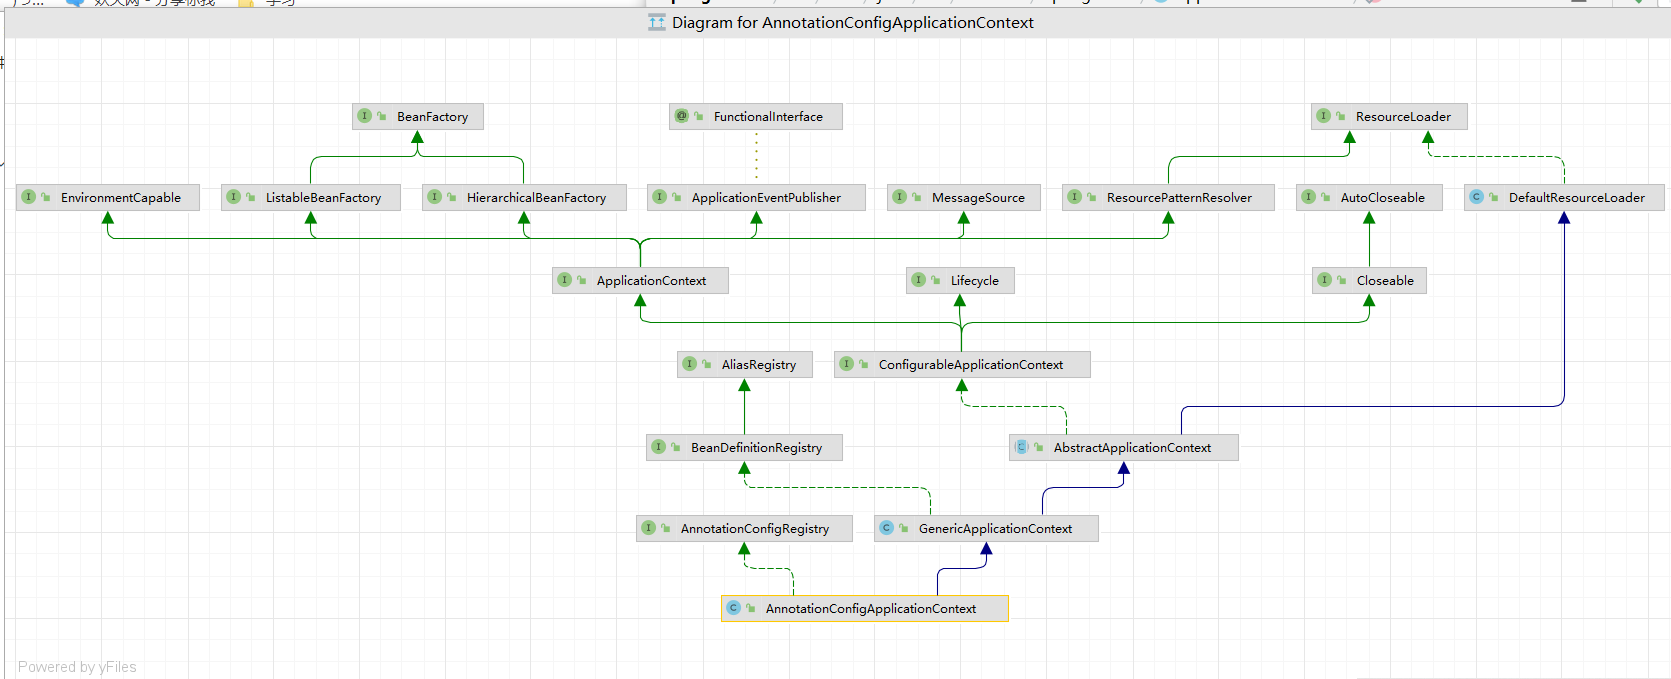 Diagram for AnnotationConfigApplicationContext
BeanFactory
FunctionalInterface
ResourceLoader
EnvironmentCapable
ListableBeanFactory
HierarchicalBeanFactory
ApplicationEventPublisher
MessageSource
ResourcePatternResolver
AutoCloseable
DefaultResourceLoader
ApplicationContext
Lifecycle
Closeable
AliasRegistry
ConfigurableApplicationContext
BeanDefinitionRegistry
AbstractApplicationContext
AnnotationConfigRegistry
GenericApplicationContext
AnnotationConfigApplicationContext
Powered by yFiles